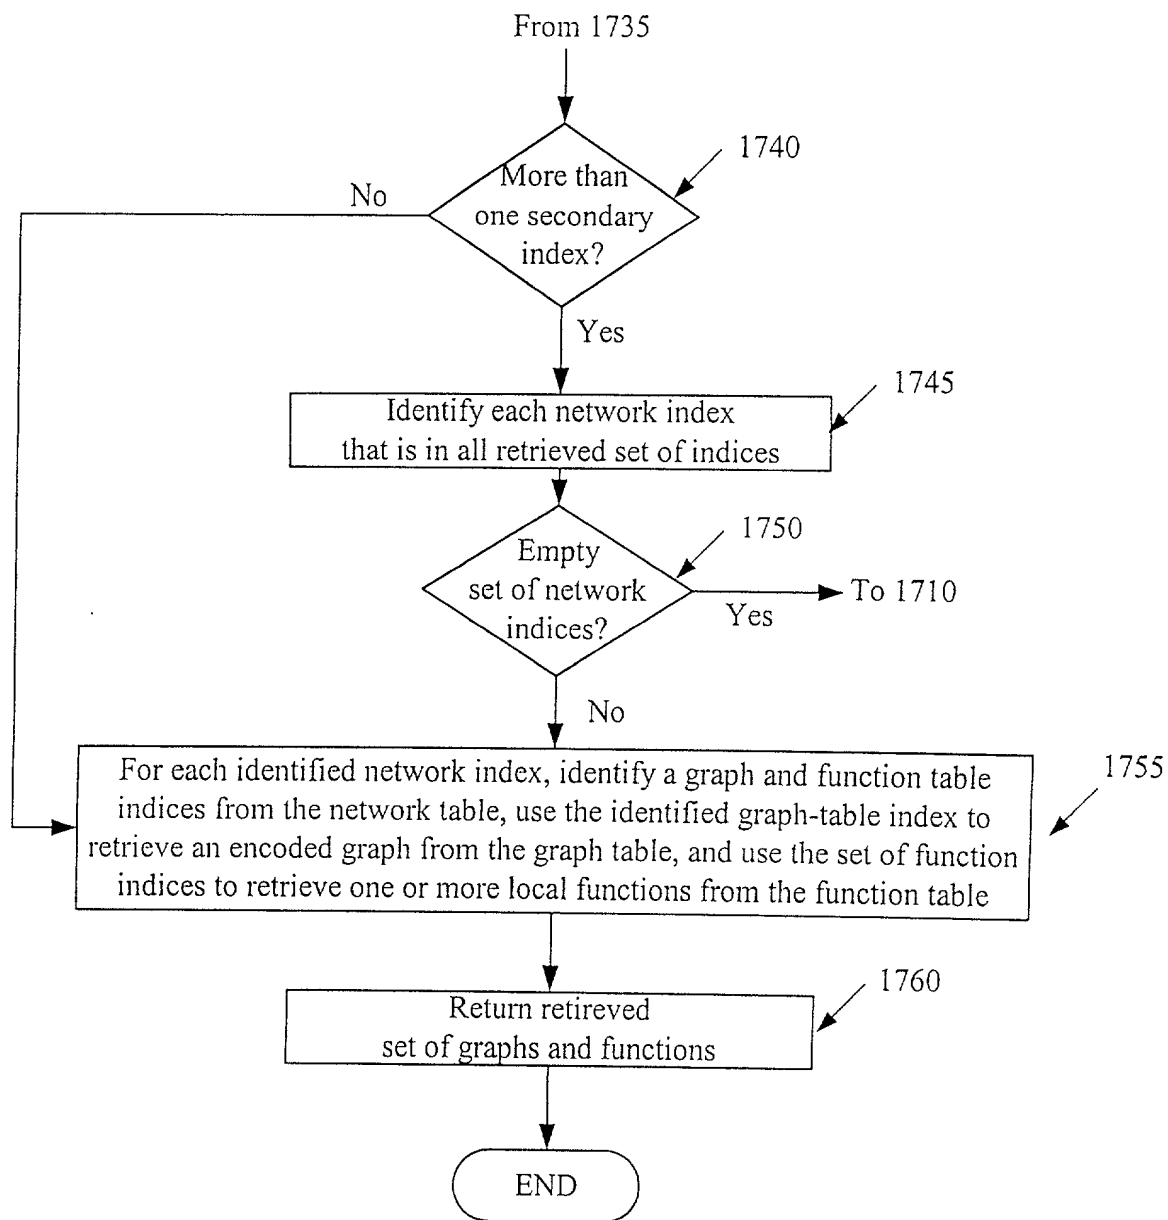 From 1735
1740
More than
one secondary
index?
No
Yes
1745
Identify each network index
that is in all retrieved set of indices
1750
Empty
set of network
indices?
To 1710
Yes
No
1755
For each identified network index, identify a graph and function table
indices from the network table, use the identified graph-table index to
retrieve an encoded graph from the graph table, and use the set of function
indices to retrieve one or more local functions from the function table
1760
Return retireved
set of graphs and functions
END